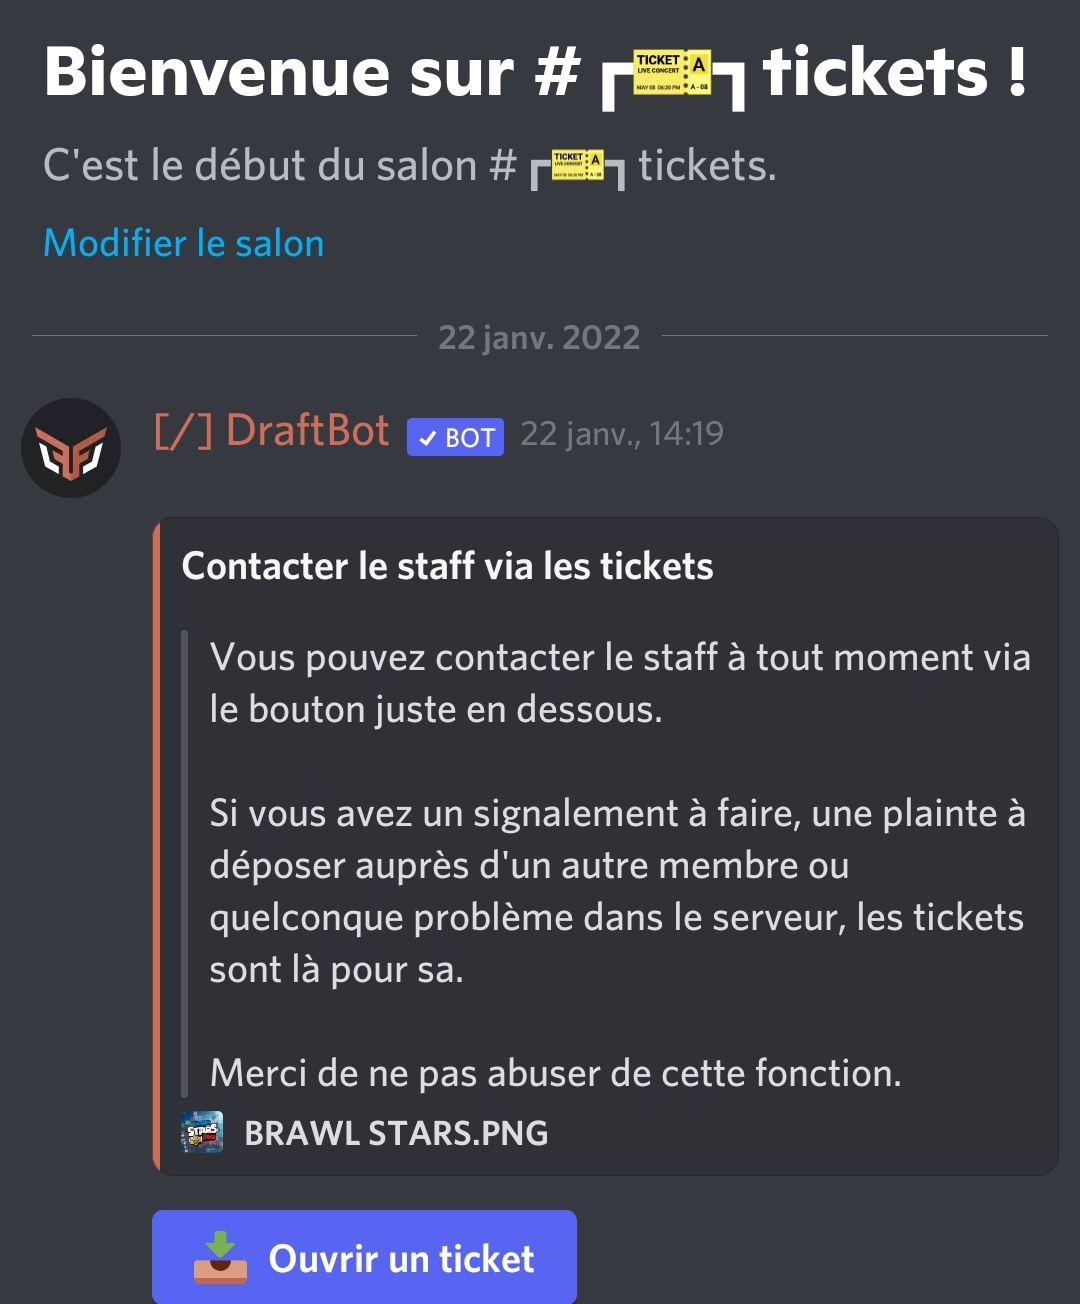 Bienvenue sur # ┏🎫┓ tickets !
C'est le début du salon # ┏🎫┓ tickets.
Modifier le salon
22 janv. 2022
[/] DraftBot ✓ BOT 22 janv., 14:19
Contacter le staff via les tickets
Vous pouvez contacter le staff à tout moment via
le bouton juste en dessous.
Si vous avez un signalement à faire, une plainte à
déposer auprès d'un autre membre ou
quelconque problème dans le serveur, les tickets
sont là pour sa.
Merci de ne pas abuser de cette fonction.
BRAWL STARS.PNG
Ouvrir un ticket